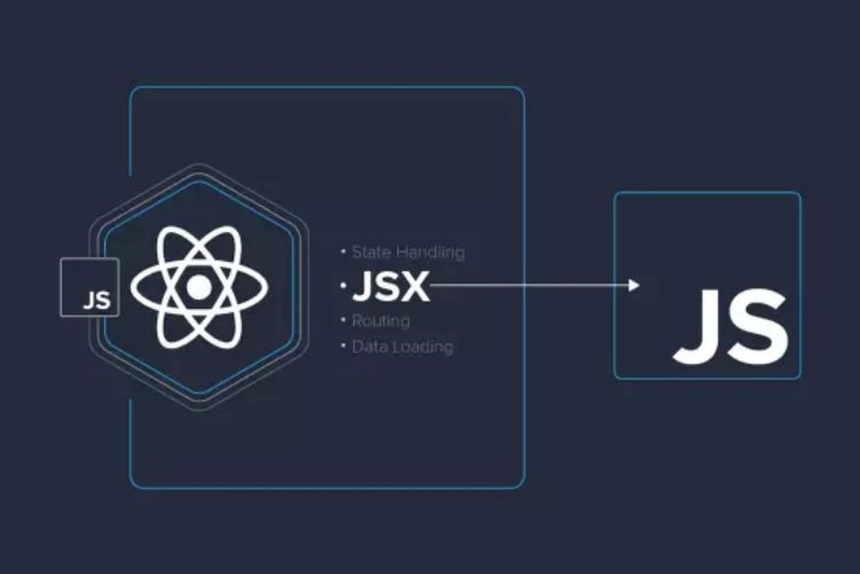 JS
• State Handling
• JSX
• Routing
• Data Loading
JS